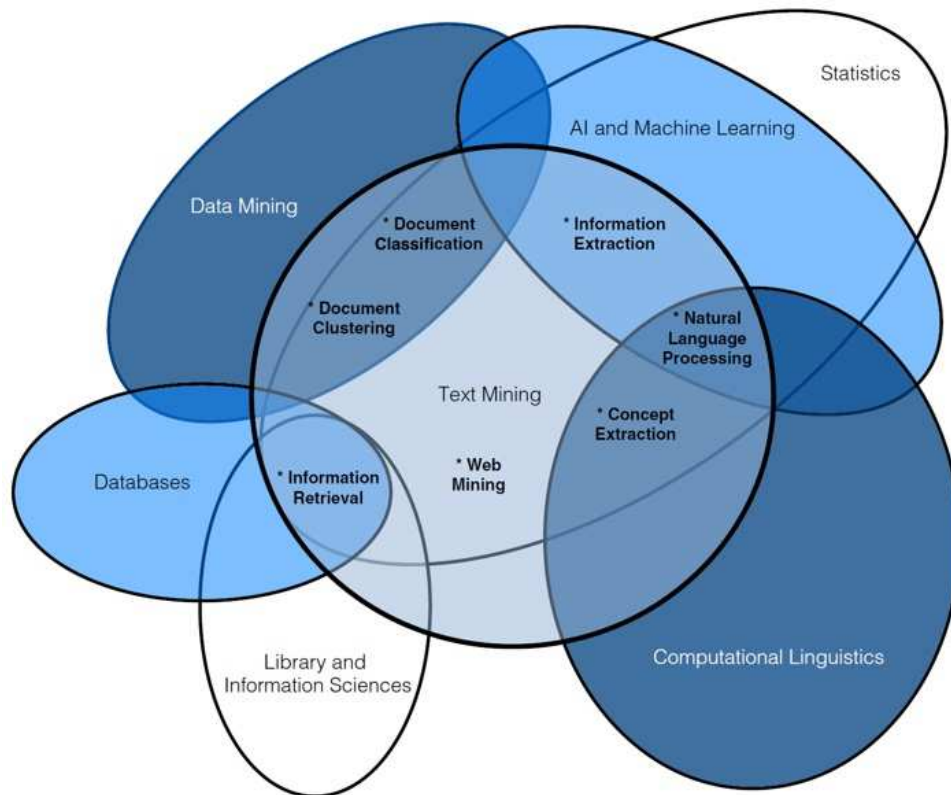 Statistics
AI and Machine Learning
Data Mining
* Document
Classification
* Information
Extraction
* Document
Clustering
* Natural
Language
Processing
Text Mining
* Concept
Extraction
* Web
Mining
Databases
* Information
Retrieval
Library and
Information Sciences
Computational Linguistics